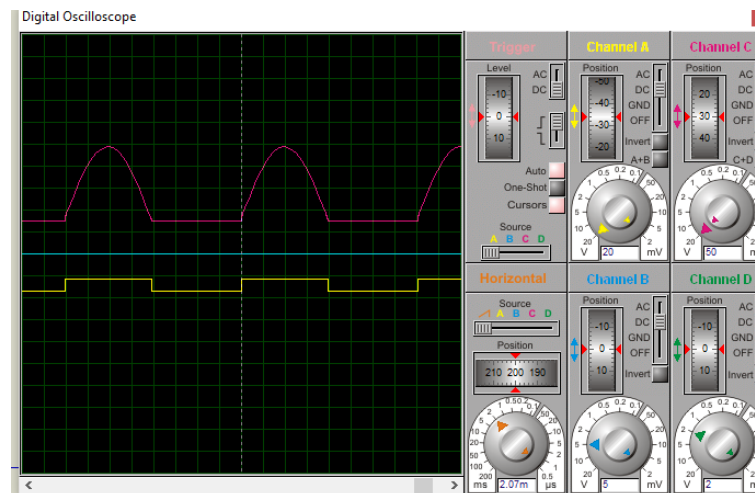 Digital Oscilloscope
Trigger
Level
AC
DC
-10
0
10
Auto
One-Shot
Cursors
Source
A B C D
Channel A
Position
AC
DC
GND
OFF
-50
-40
-30
-20
Invert
A+B
20
V
mV
Channel C
Position
AC
DC
GND
OFF
20
30
40
Invert
C+D
50
V
Horizontal
Source
A B C D
Position
210 200 190
ms
2.07m
µs
Channel B
Position
AC
DC
GND
OFF
-10
0
10
Invert
5
V
mV
Channel D
Position
AC
DC
GND
OFF
-10
0
10
Invert
2
V